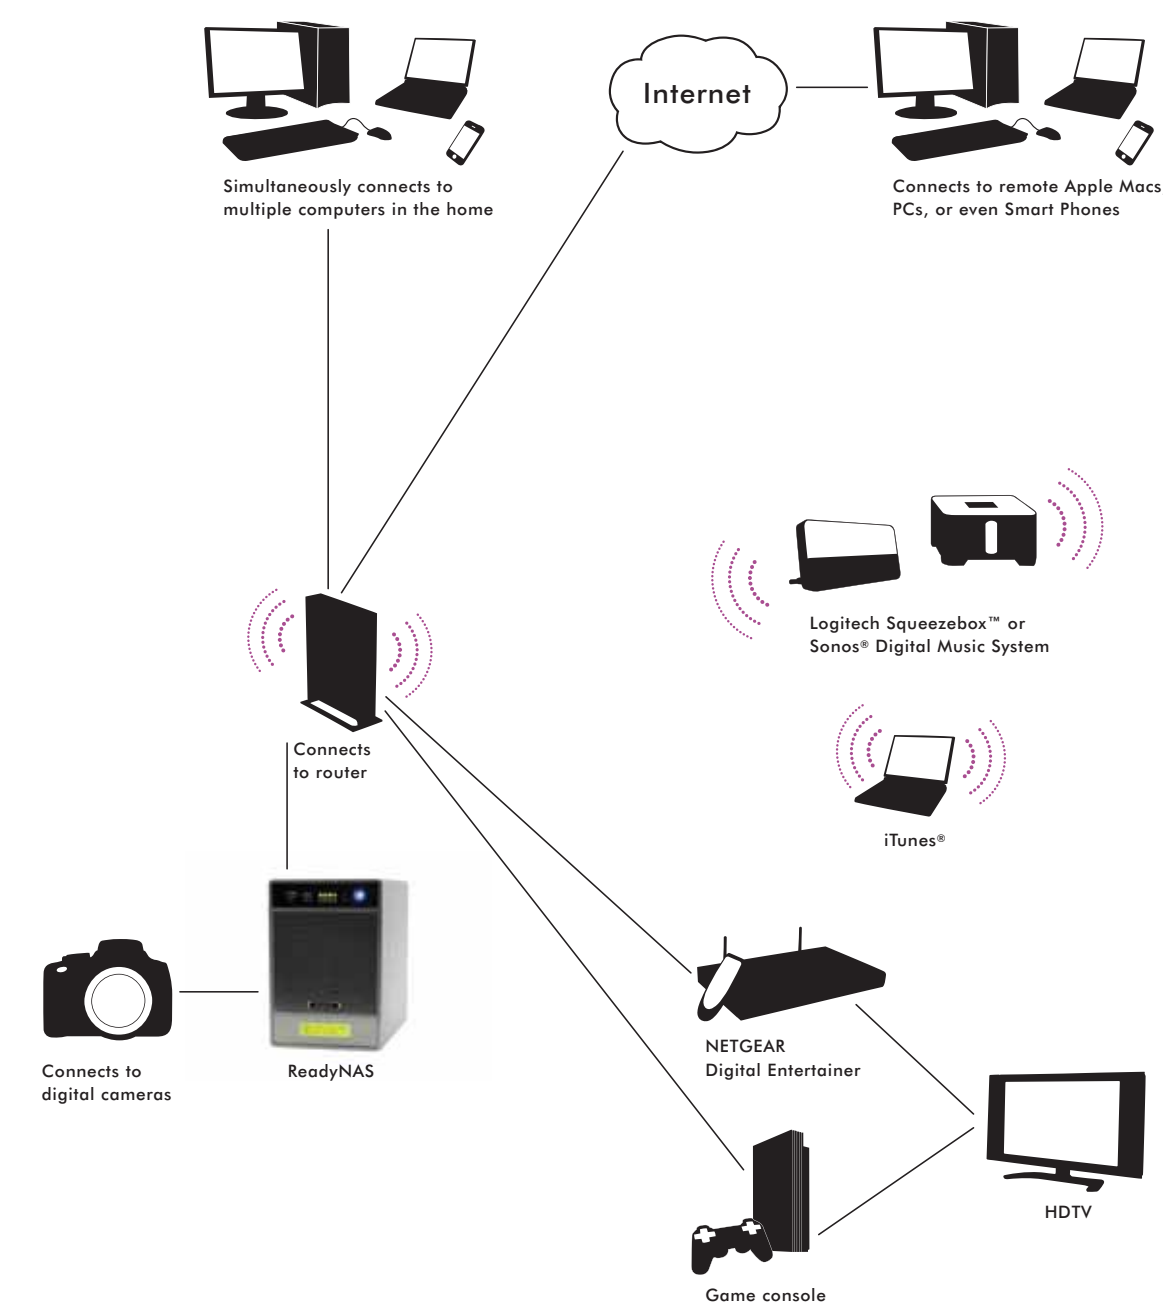 Internet
Simultaneously connects to
multiple computers in the home
Connects to remote Apple Macs
PCs, or even Smart Phones
Logitech Squeezebox™ or
Sonos® Digital Music System
Connects
to router
iTunes®
NETGEAR
Digital Entertainer
Connects to
digital cameras
ReadyNAS
HDTV
Game console